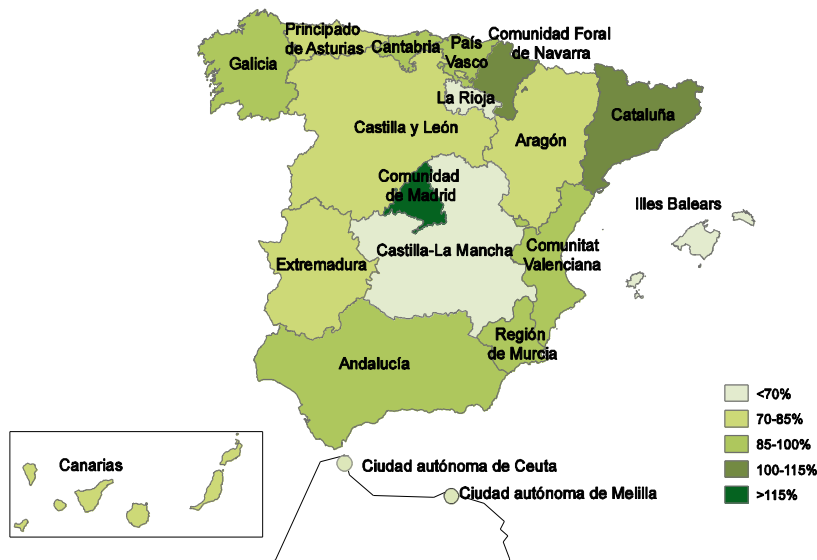 Principado
de Asturias
Cantabria
País
Vasco
Comunidad Foral
de Navarra
Galicia
La Rioja
Cataluña
Castilla y León
Aragón
Comunidad
de Madrid
Illes Balears
Castilla-La Mancha
Comunitat
Valenciana
Extremadura
Región
de Murcia
Andalucía
<70%
70-85%
85-100%
100-115%
>115%
Canarias
Ciudad autónoma de Ceuta
Ciudad autónoma de Melilla